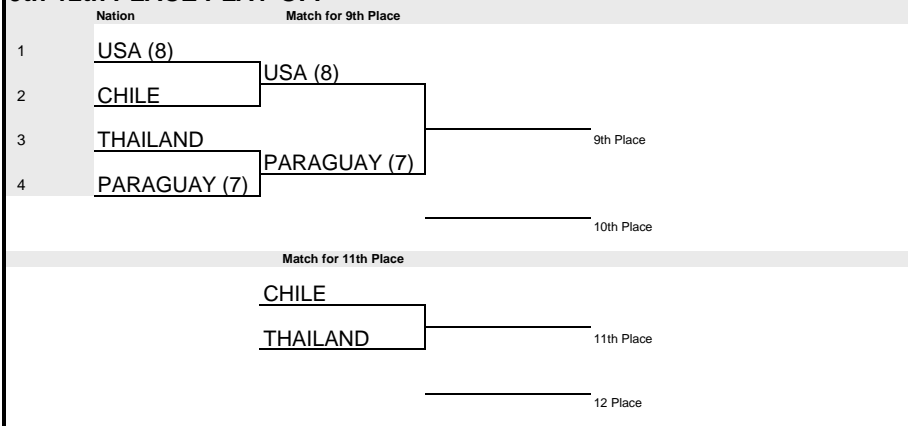 Nation Match for 9th Place
1 USA (8)
USA (8)
2 CHILE
3 THAILAND
9th Place
PARAGUAY (7)
4 PARAGUAY (7)
10th Place
Match for 11th Place
CHILE
THAILAND
11th Place
12 Place